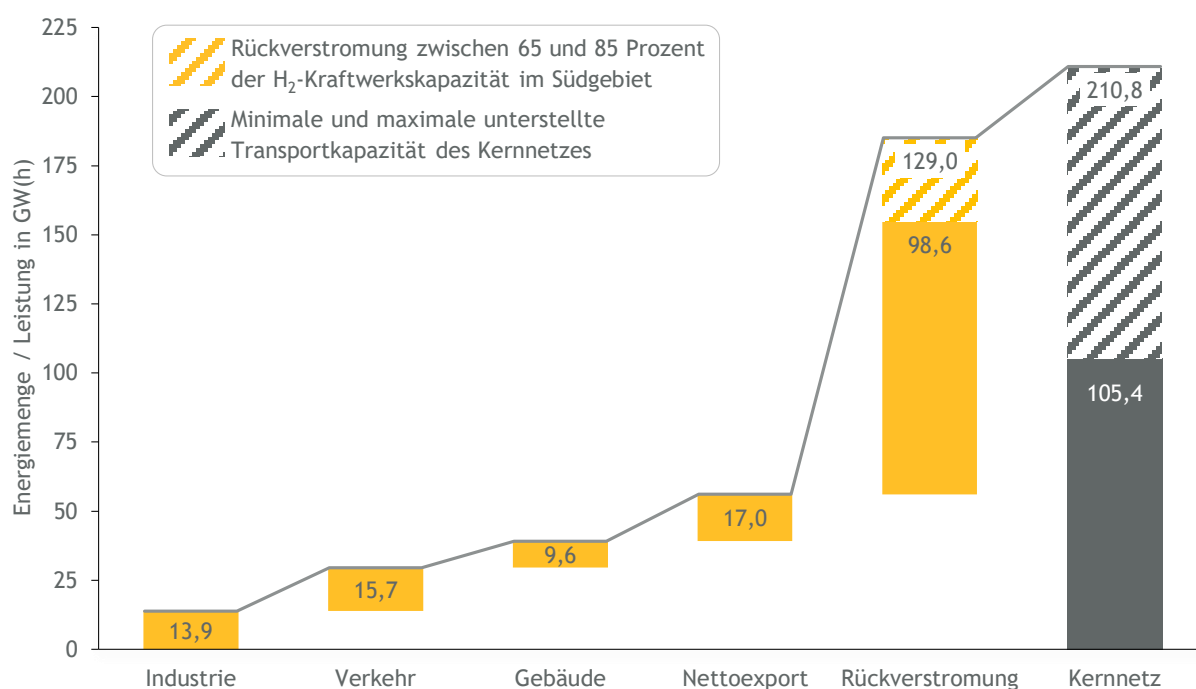 225
200
175
150
125
100
75
50
25
0
Energiemenge / Leistung in GW(h)
Rückverstromung zwischen 65 und 85 Prozent
der H₂-Kraftwerkskapazität im Südgebiet
Minimale und maximale unterstellte
Transportkapazität des Kernnetzes
13,9
15,7
9,6
17,0
129,0
98,6
210,8
105,4
Industrie
Verkehr
Gebäude
Nettoexport
Rückverstromung
Kernnetz